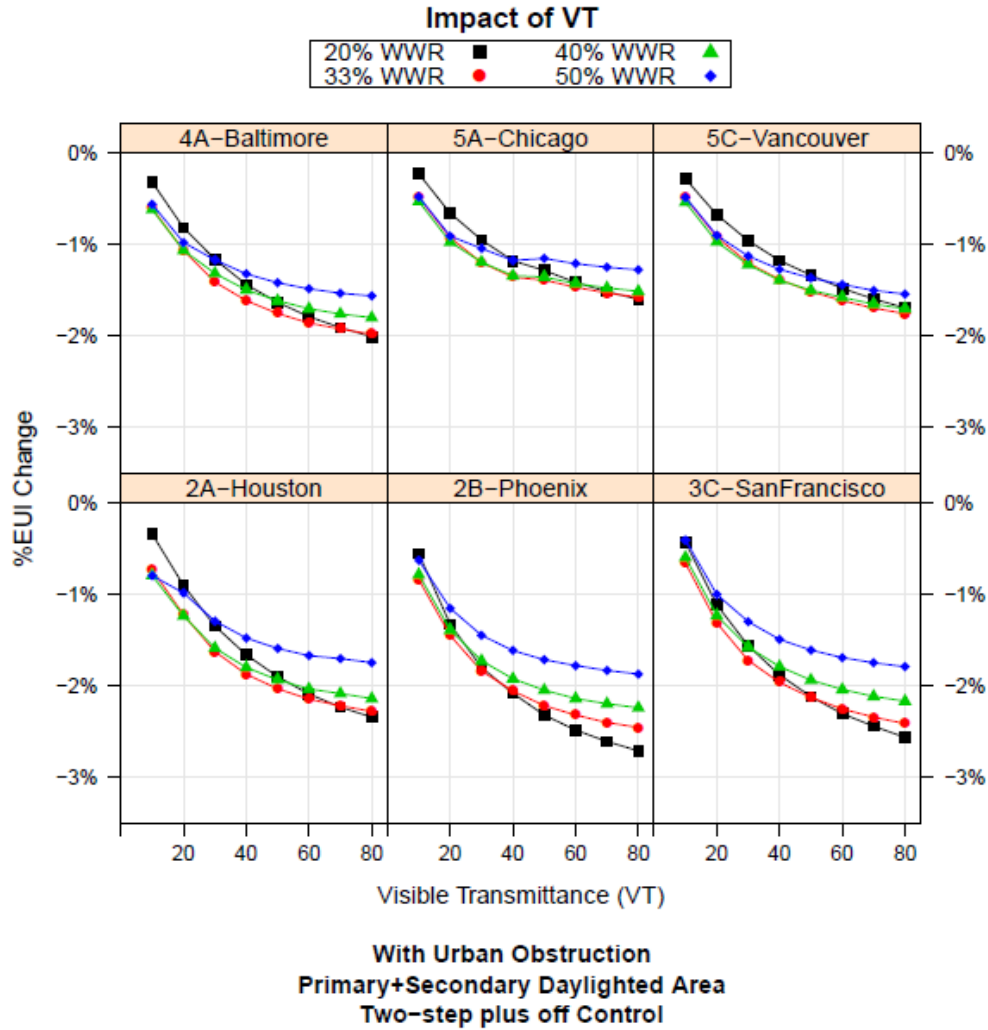 Impact of VT
20% WWR 40% WWR
33% WWR 50% WWR
4A−Baltimore 5A−Chicago 5C−Vancouver
0% 0%
−1% −1%
−2% −2%
−3% −3%
%EUI Change
2A−Houston 2B−Phoenix 3C−SanFrancisco
0% 0%
−1% −1%
−2% −2%
−3% −3%
20 40 60 80 20 40 60 80 20 40 60 80
Visible Transmittance (VT)
With Urban Obstruction
Primary+Secondary Daylighted Area
Two−step plus off Control